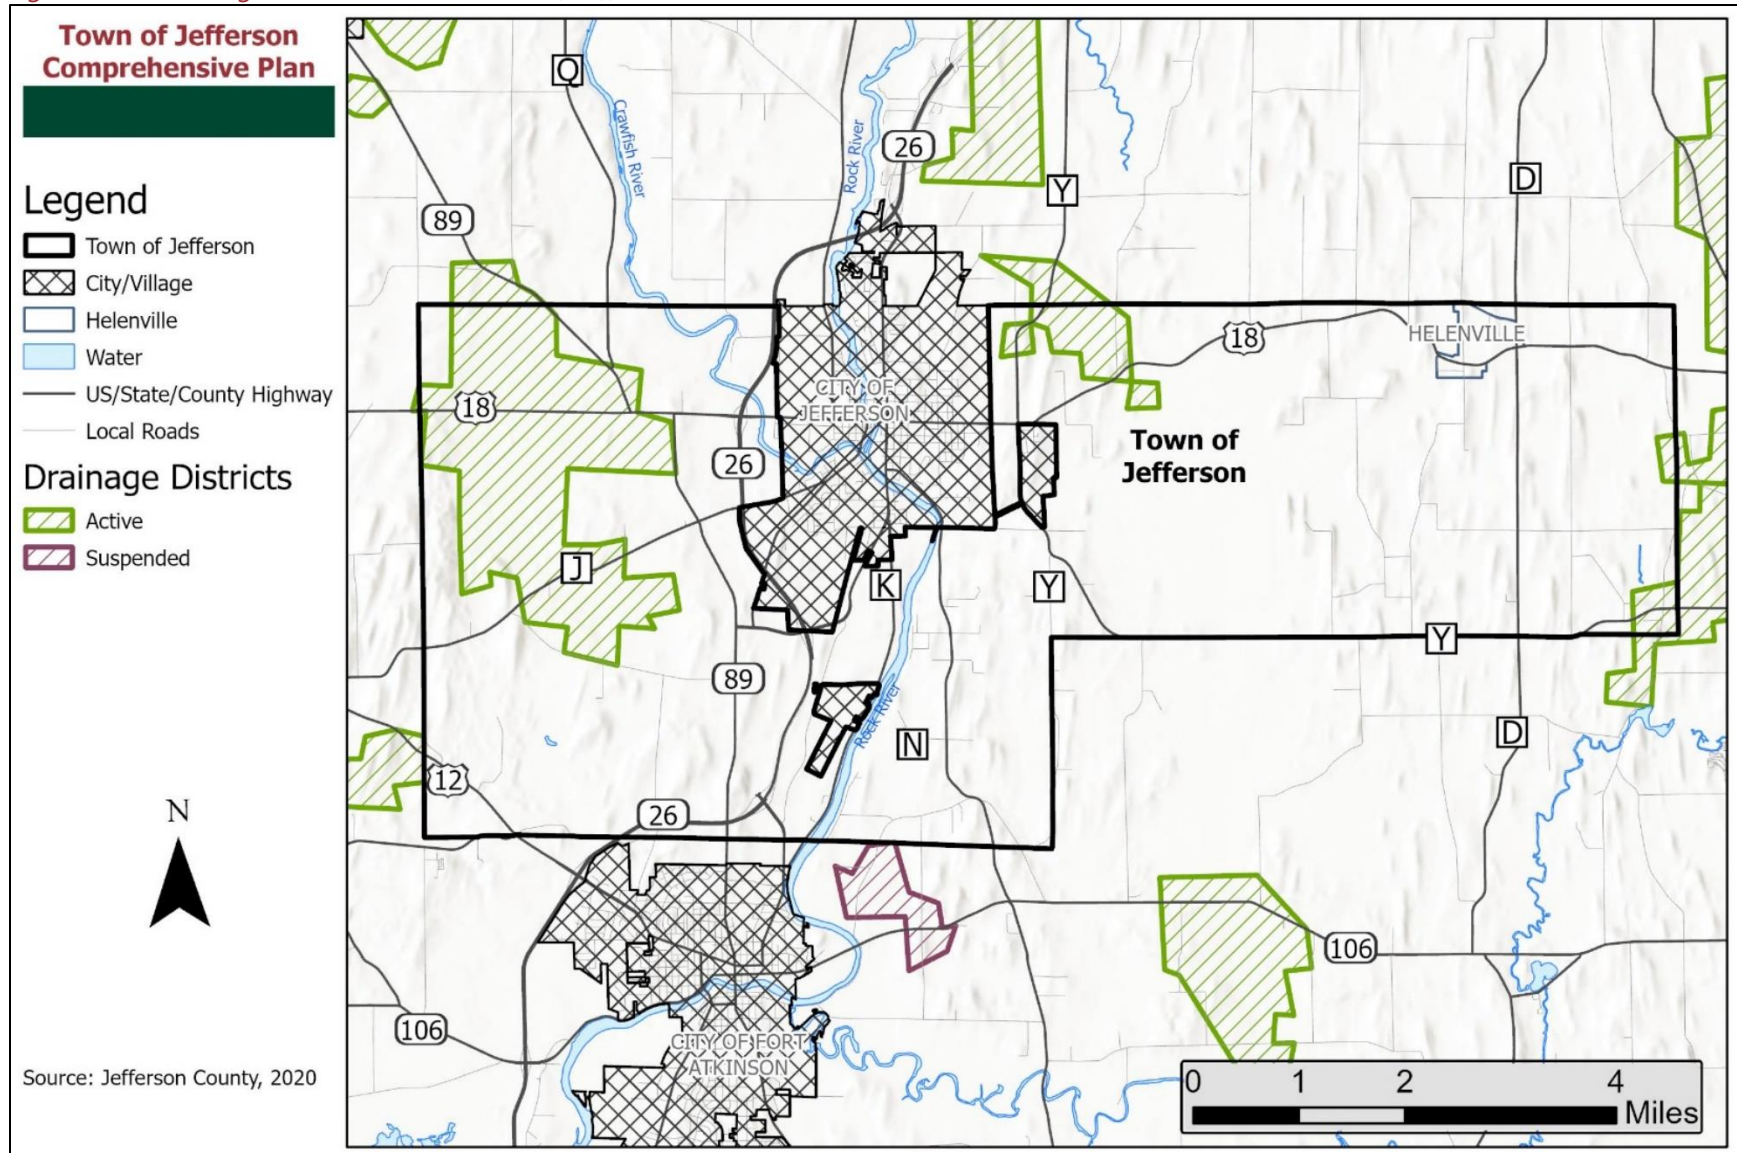 Town of Jefferson
Comprehensive Plan
Legend
Town of Jefferson
City/Village
Helenville
Water
US/State/County Highway
Local Roads
Drainage Districts
Active
Suspended
N
Source: Jefferson County, 2020
Q
Crawfish River
Rock River
26
89
Y
D
18
HELENVILLE
CITY OF
JEFFERSON
18
26
Town of
Jefferson
J
K
Y
Y
89
Rock River
N
D
12
26
106
106
CITY OF FORT
ATKINSON
0 1 2 4
Miles